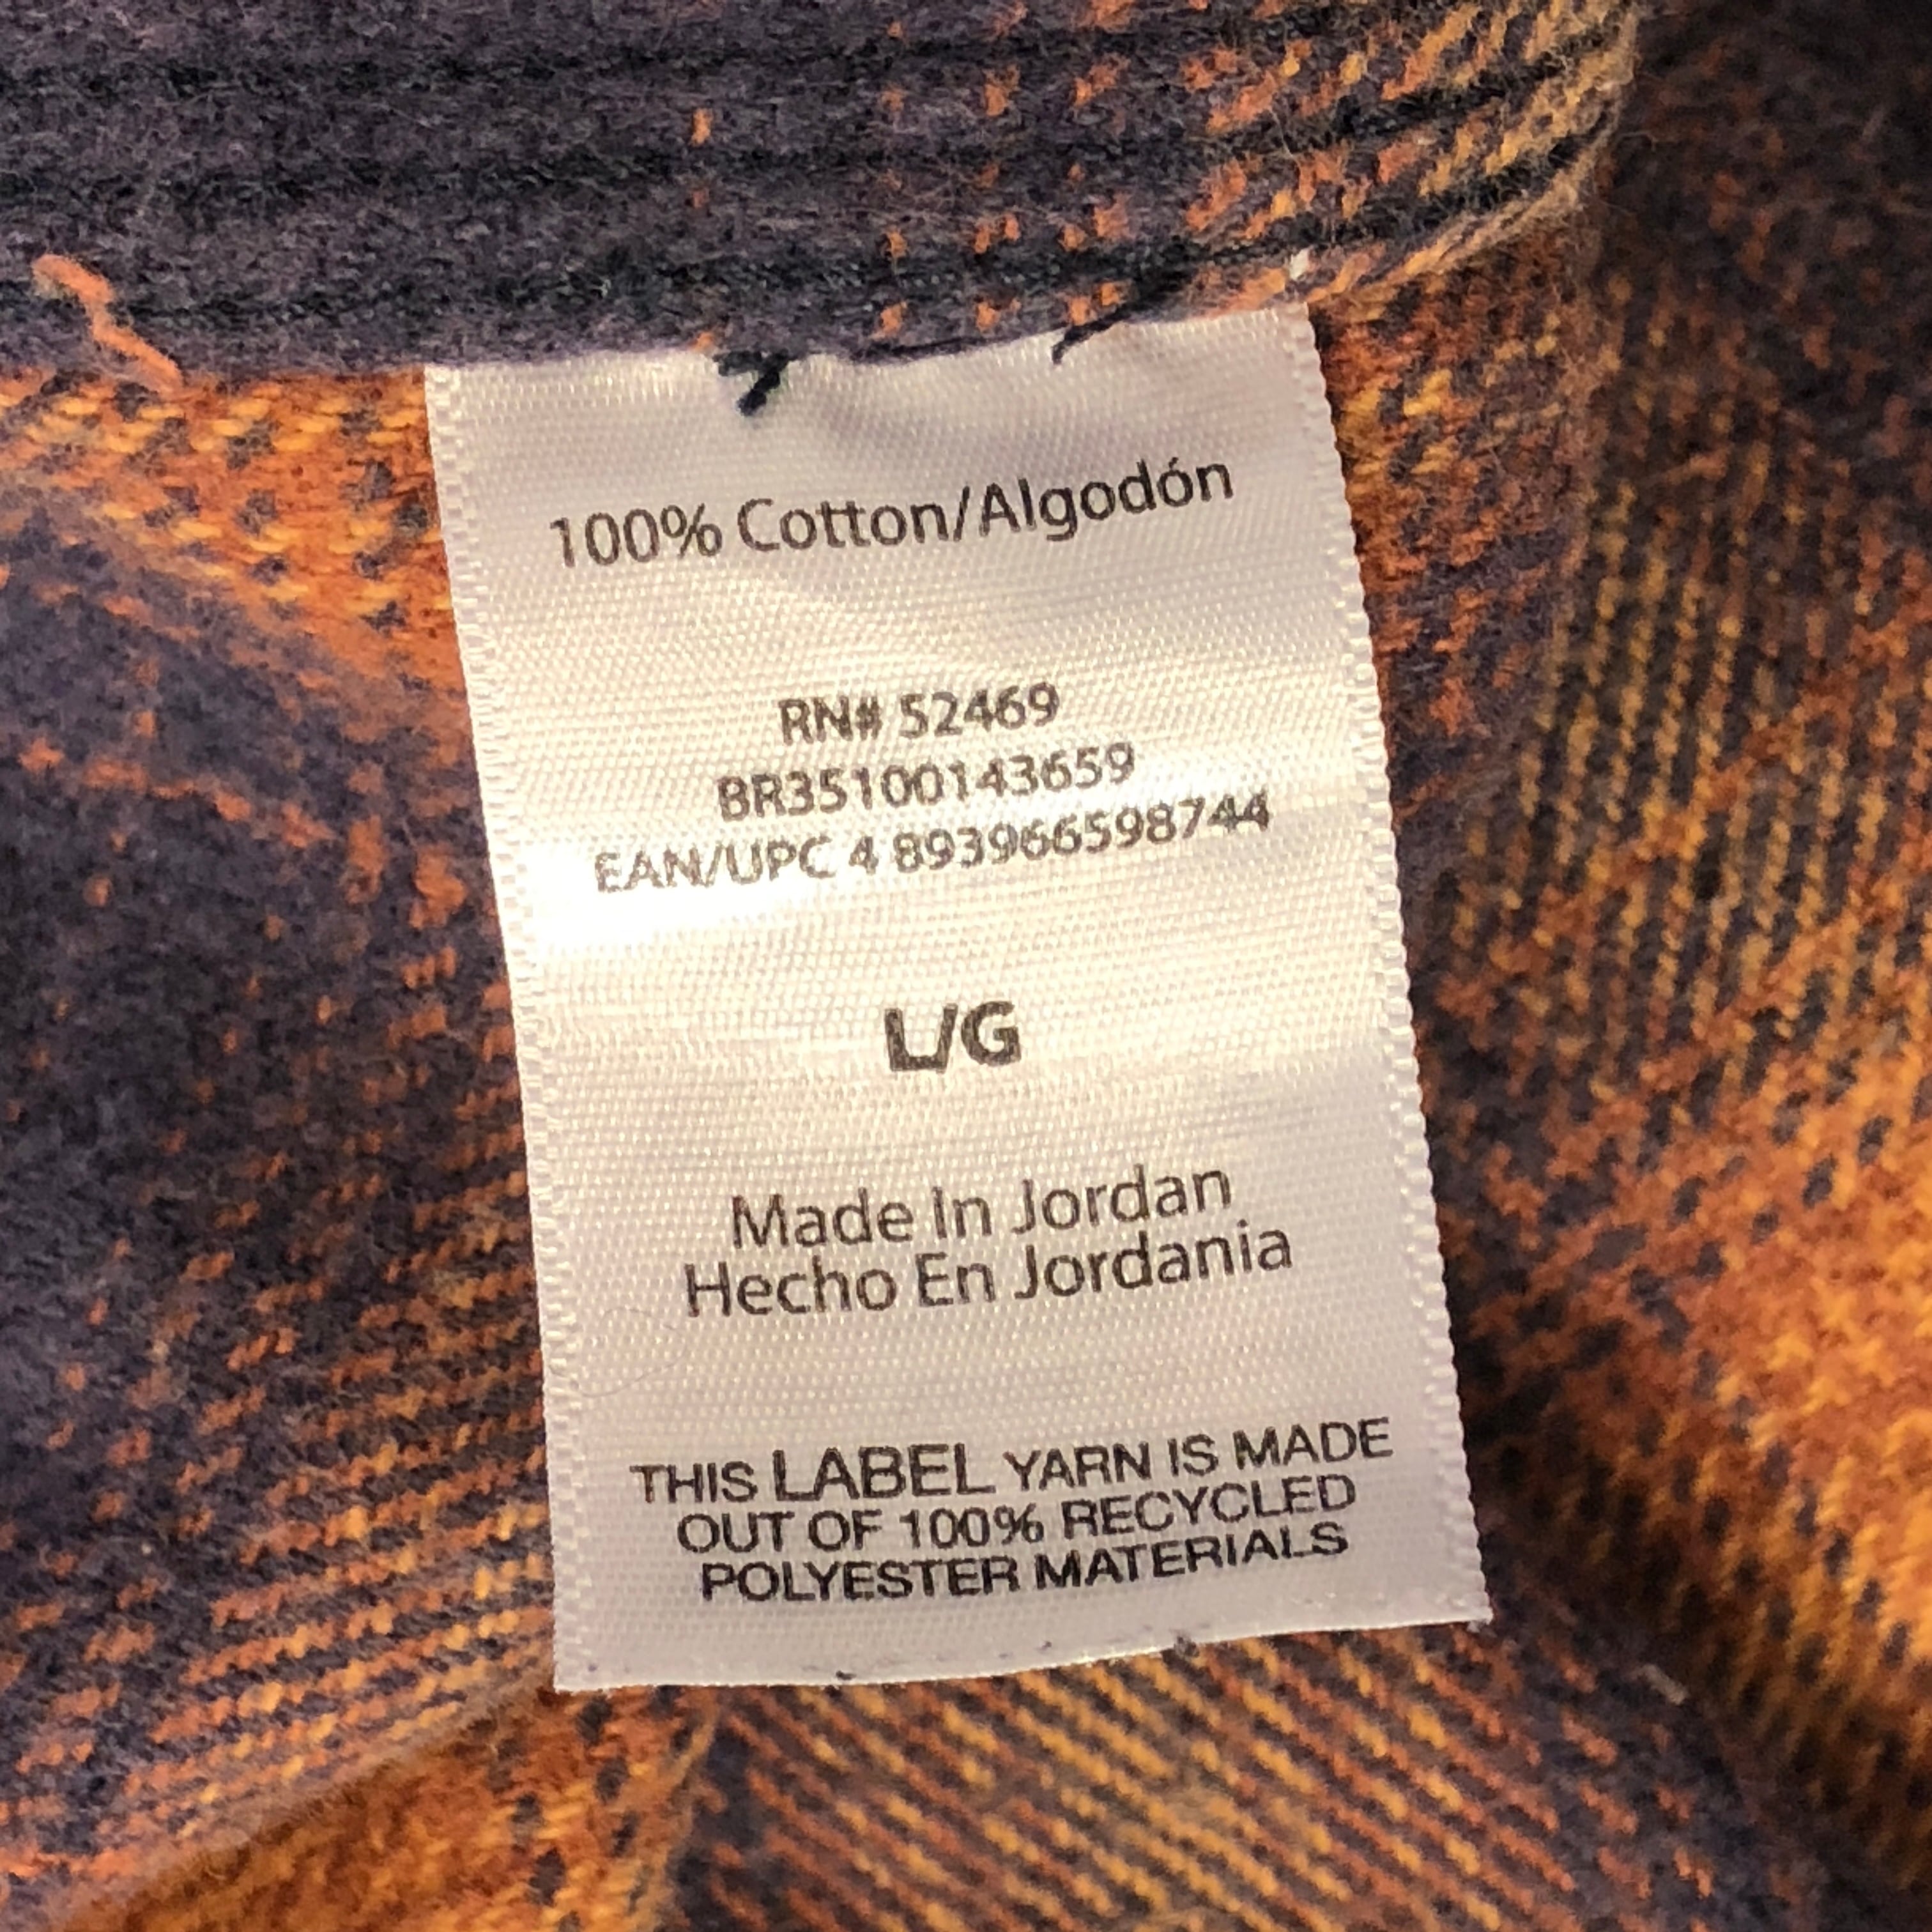 100% Cotton/Algodón
RN# 52469
BR35100143659
EAN/UPC 4 893966598744
L/G
Made In Jordan
Hecho En Jordania
THIS LABEL YARN IS MADE
OUT OF 100% RECYCLED
POLYESTER MATERIALS